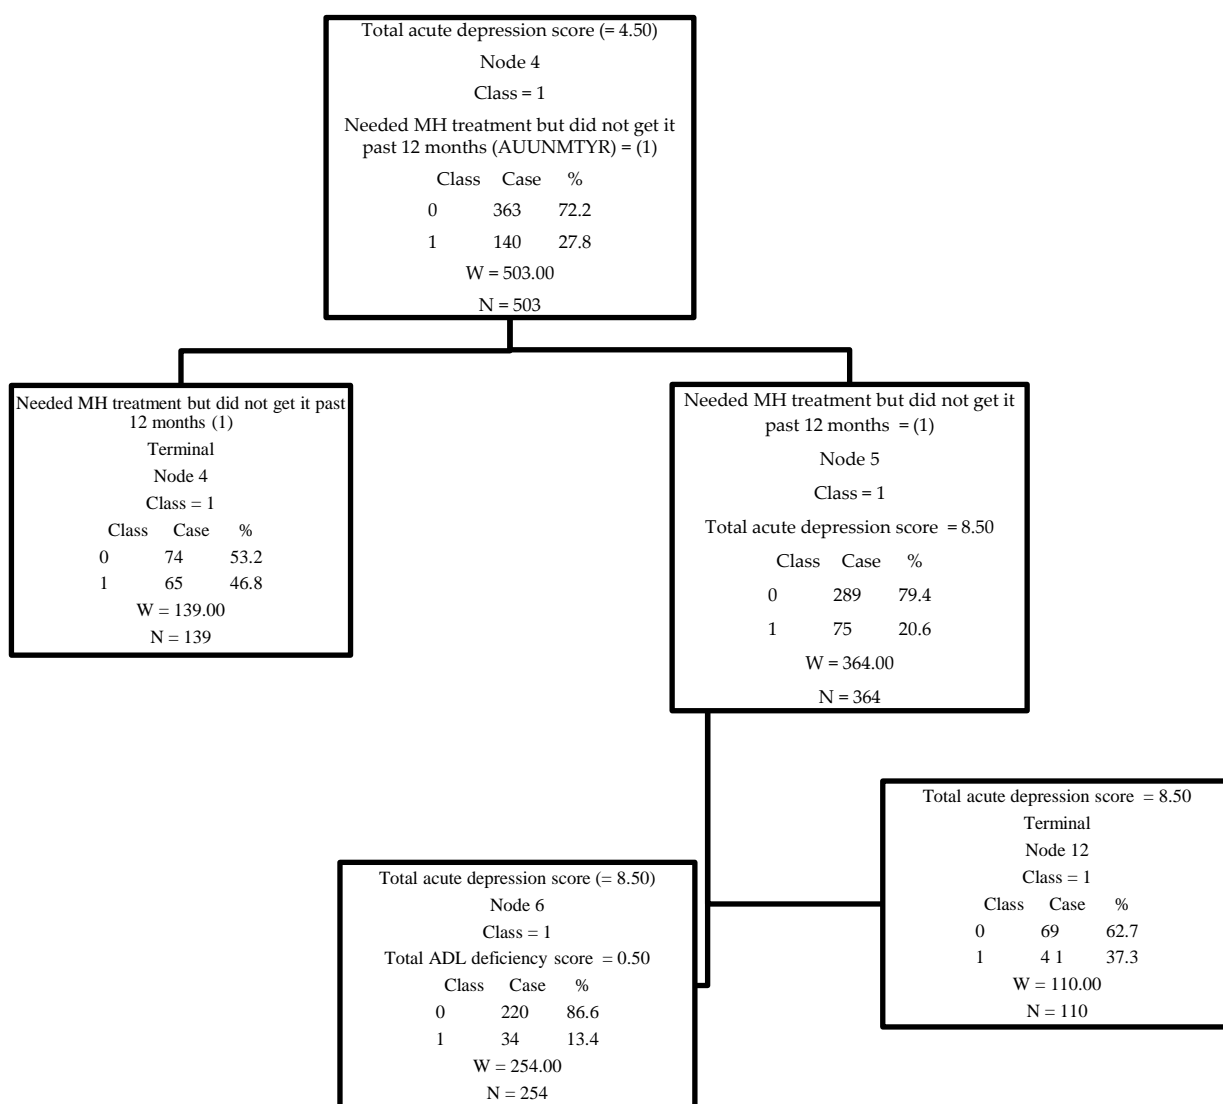 Total acute depression score (= 4.50)
Node 4
Class = 1
Needed MH treatment but did not get it
past 12 months (AUUNMTYR) = (1)
Class Case %
0 363 72.2
1 140 27.8
W = 503.00
N = 503
Needed MH treatment but did not get it past
12 months (1)
Terminal
Node 4
Class = 1
Class Case %
0 74 53.2
1 65 46.8
W = 139.00
N = 139
Needed MH treatment but did not get it
past 12 months = (1)
Node 5
Class = 1
Total acute depression score = 8.50
Class Case %
0 289 79.4
1 75 20.6
W = 364.00
N = 364
Total acute depression score (= 8.50)
Node 6
Class = 1
Total ADL deficiency score = 0.50
Class Case %
0 220 86.6
1 34 13.4
W = 254.00
N = 254
Total acute depression score = 8.50
Terminal
Node 12
Class = 1
Class Case %
0 69 62.7
1 4 1 37.3
W = 110.00
N = 110